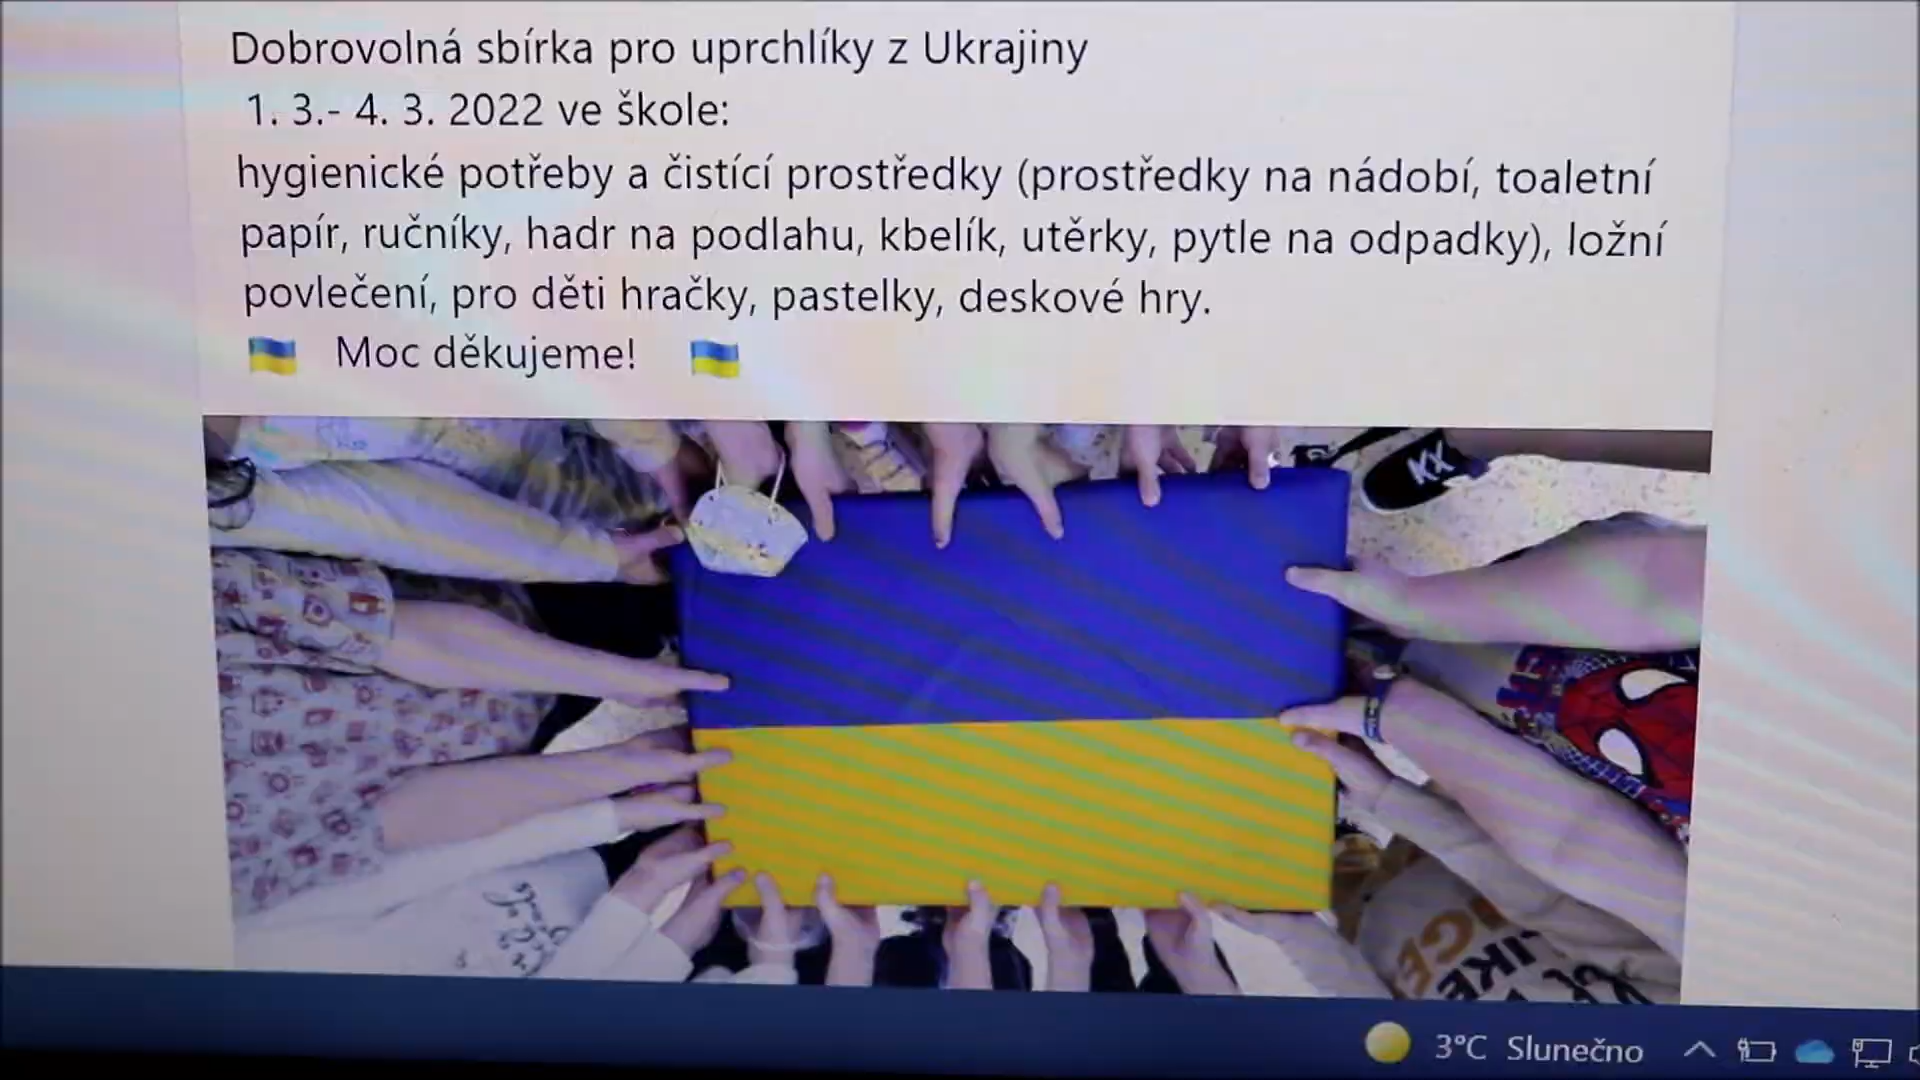 Dobrovolná sbírka pro uprchlíky z Ukrajiny
1. 3.- 4. 3. 2022 ve škole:
hygienické potřeby a čistící prostředky (prostředky na nádobí, toaletní
papír, ručníky, hadr na podlahu, kbelík, utěrky, pytle na odpadky), ložní
povlečení, pro děti hračky, pastelky, deskové hry.
Moc děkujeme!
KX
3°C Slunečno